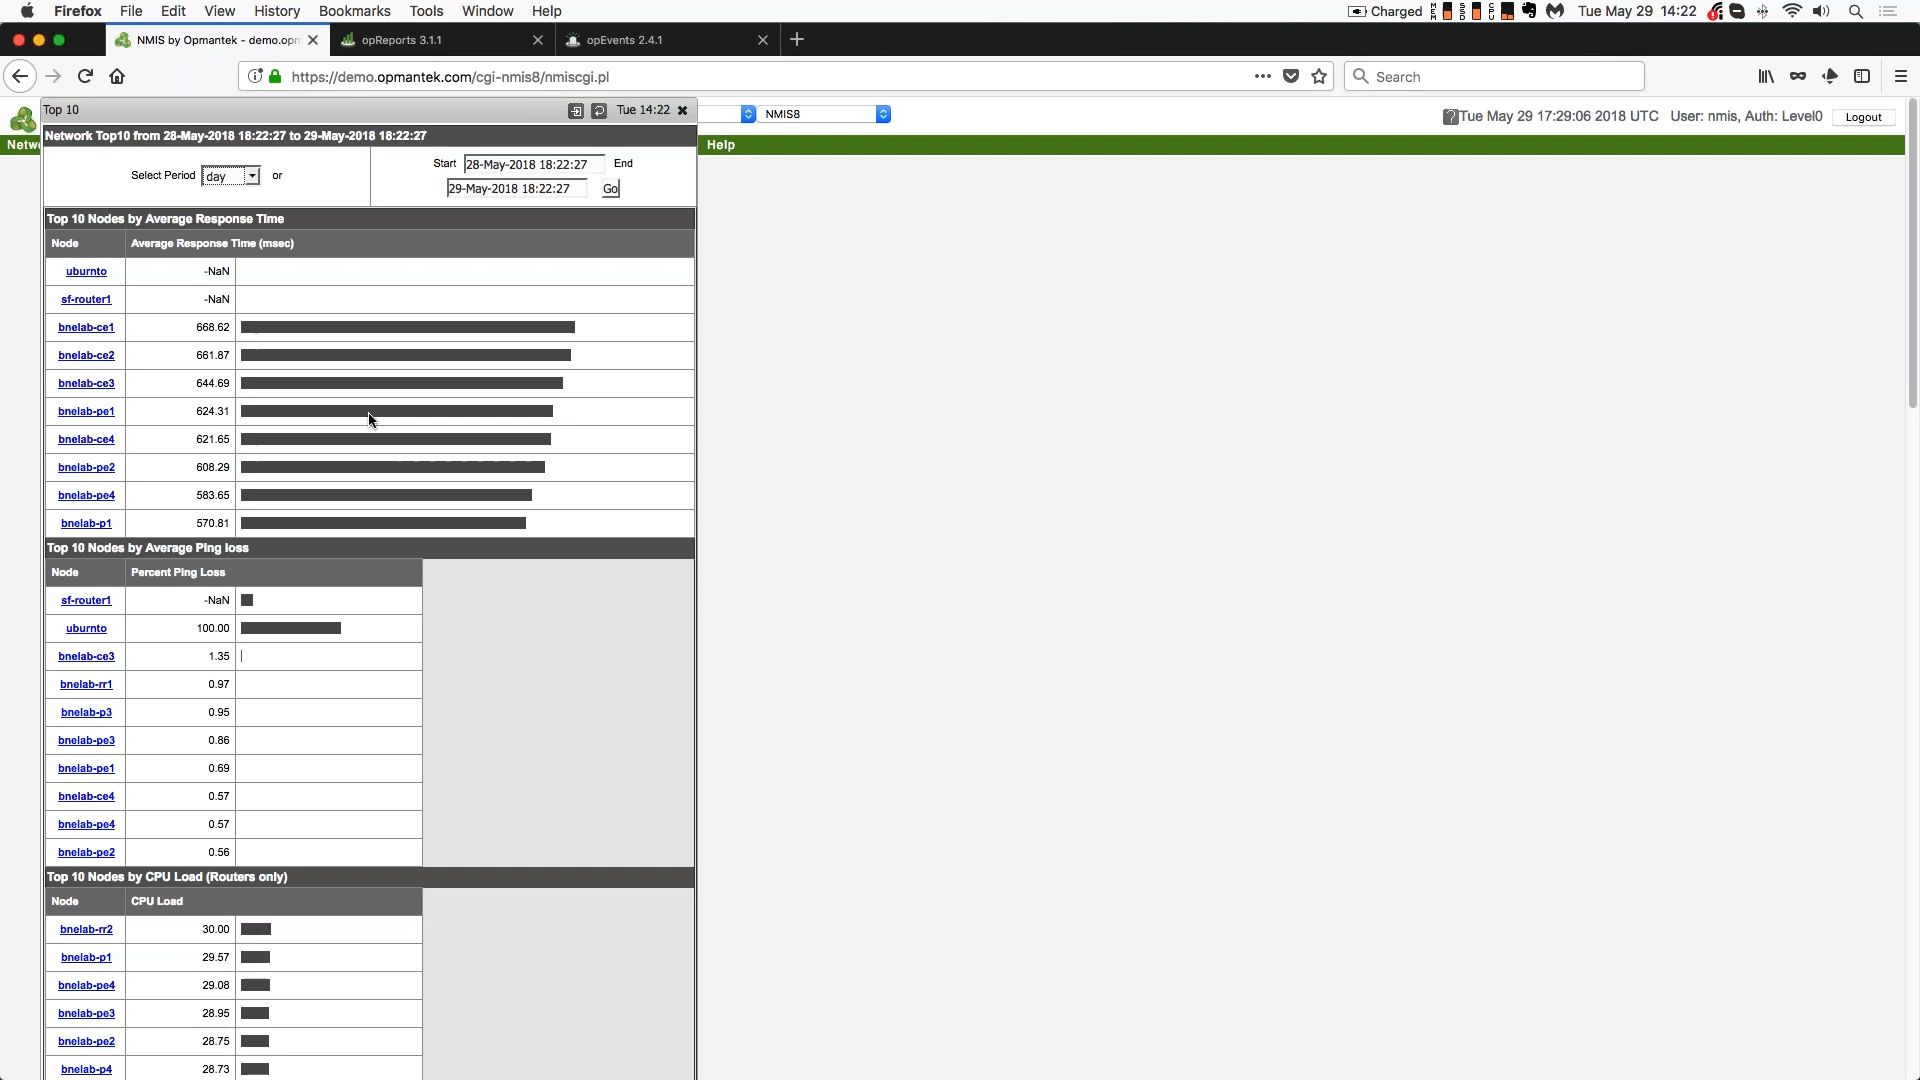 Firefox File Edit View History Bookmarks Tools Window Help Charged Tue May 29 14:22
NMIS by Opmantek - demo.opm opReports 3.1.1 opEvents 2.4.1
https://demo.opmantek.com/cgi-nmis8/nmiscgi.pl Search
Top 10 Tue 14:22 NMIS8 Tue May 29 17:29:06 2018 UTC User: nmis, Auth: Level0 Logout
Network Top10 from 28-May-2018 18:22:27 to 29-May-2018 18:22:27
Netw Help
Select Period day or Start 28-May-2018 18:22:27 End
29-May-2018 18:22:27 Go
Top 10 Nodes by Average Response Time
Node Average Response Time (msec)
uburnto -NaN
sf-router1 -NaN
bnelab-ce1 668.62
bnelab-ce2 661.87
bnelab-ce3 644.69
bnelab-pe1 624.31
bnelab-ce4 621.65
bnelab-pe2 608.29
bnelab-pe4 583.65
bnelab-p1 570.81
Top 10 Nodes by Average Ping loss
Node Percent Ping Loss
sf-router1 -NaN
uburnto 100.00
bnelab-ce3 1.35
bnelab-rr1 0.97
bnelab-p3 0.95
bnelab-pe3 0.86
bnelab-pe1 0.69
bnelab-ce4 0.57
bnelab-pe4 0.57
bnelab-pe2 0.56
Top 10 Nodes by CPU Load (Routers only)
Node CPU Load
bnelab-rr2 30.00
bnelab-p1 29.57
bnelab-pe4 29.08
bnelab-pe3 28.95
bnelab-pe2 28.75
bnelab-p4 28.73